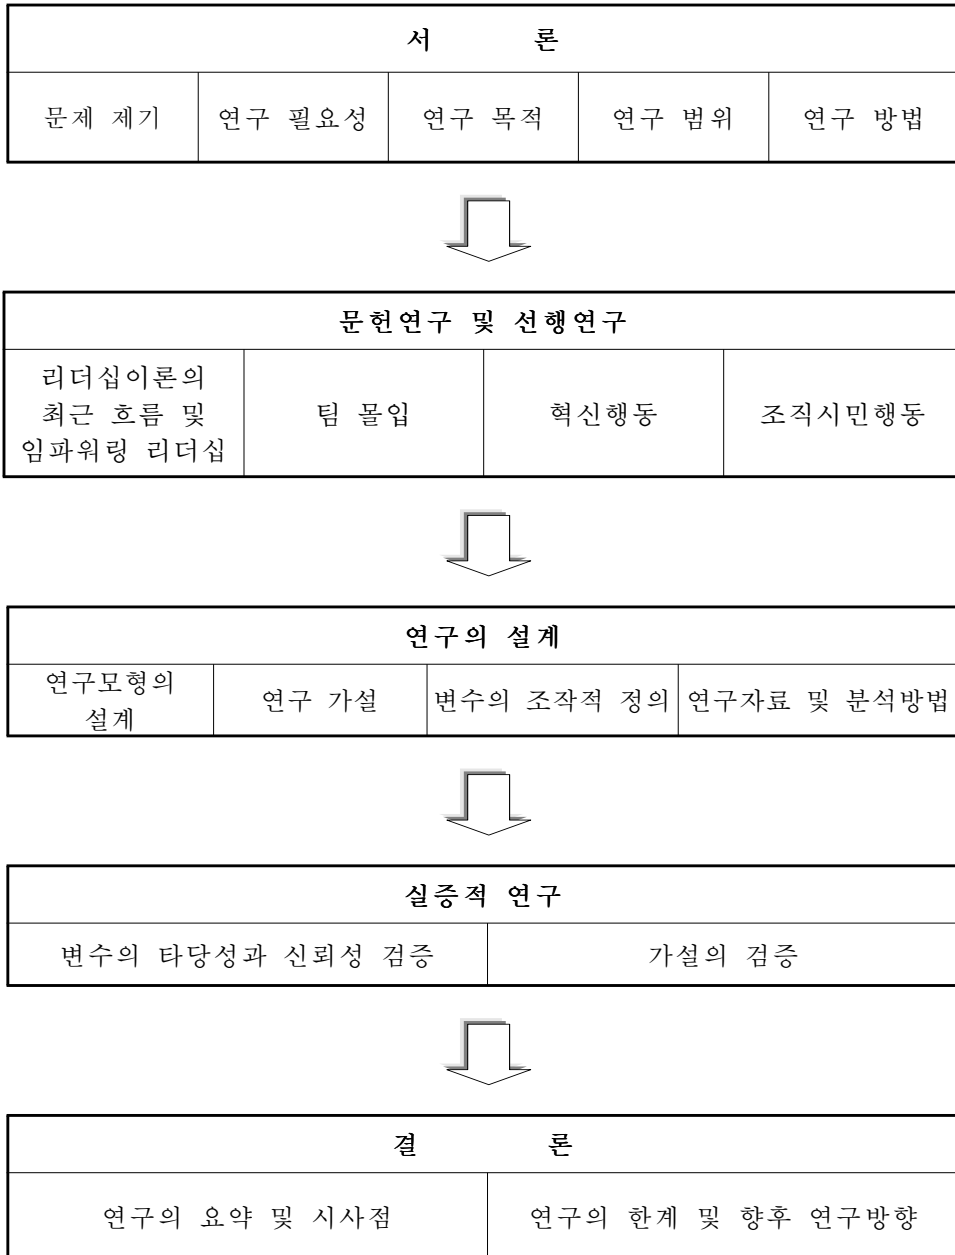 서 론
문제 제기 연구 필요성 연구 목적 연구 범위 연구 방법
문헌연구 및 선행연구
리더십이론의
최근 흐름 및
임파워링 리더십
팀 몰입
혁신행동
조직시민행동
연구의 설계
연구모형의
설계
연구 가설
변수의 조작적 정의
연구자료 및 분석방법
실증적 연구
변수의 타당성과 신뢰성 검증
가설의 검증
결 론
연구의 요약 및 시사점
연구의 한계 및 향후 연구방향